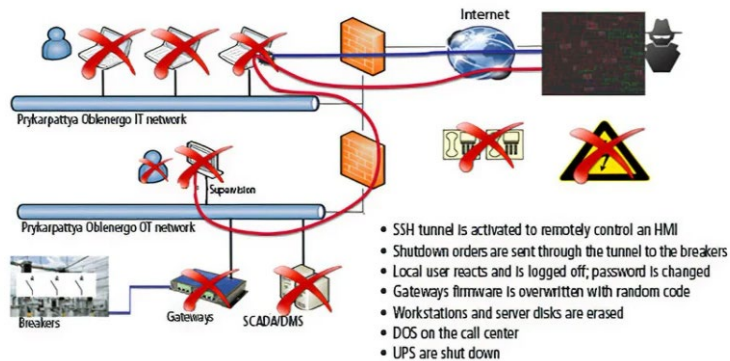 Internet
Prykarpattya Oblenergo IT network
Supervision
Prykarpattya Oblenergo OT network
Breakers
Gateways
SCADA/DMS
• SSH tunnel is activated to remotely control an HMI
• Shutdown orders are sent through the tunnel to the breakers
• Local user reacts and is logged off; password is changed
• Gateways firmware is overwritten with random code
• Workstations and server disks are erased
• DOS on the call center
• UPS are shut down